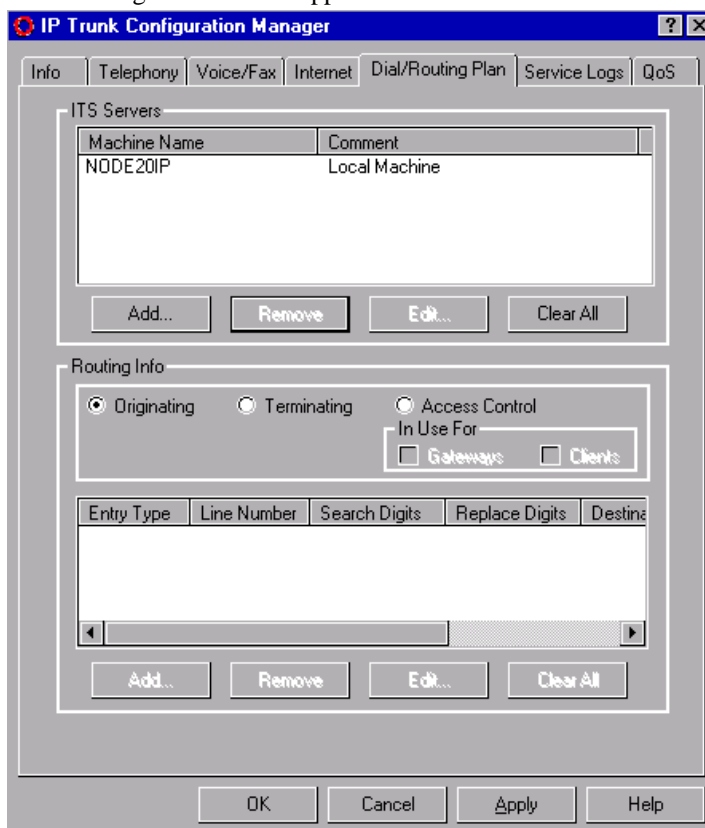 IP Trunk Configuration Manager
Info Telephony Voice/Fax Internet Dial/Routing Plan Service Logs QoS
ITS Servers
Machine Name Comment
NODE20IP Local Machine
Add... Remove Edit... Clear All
Routing Info
Originating Terminating Access Control
In Use For
Gateways Clients
Entry Type Line Number Search Digits Replace Digits Destina
Add... Remove Edit... Clear All
OK Cancel Apply Help